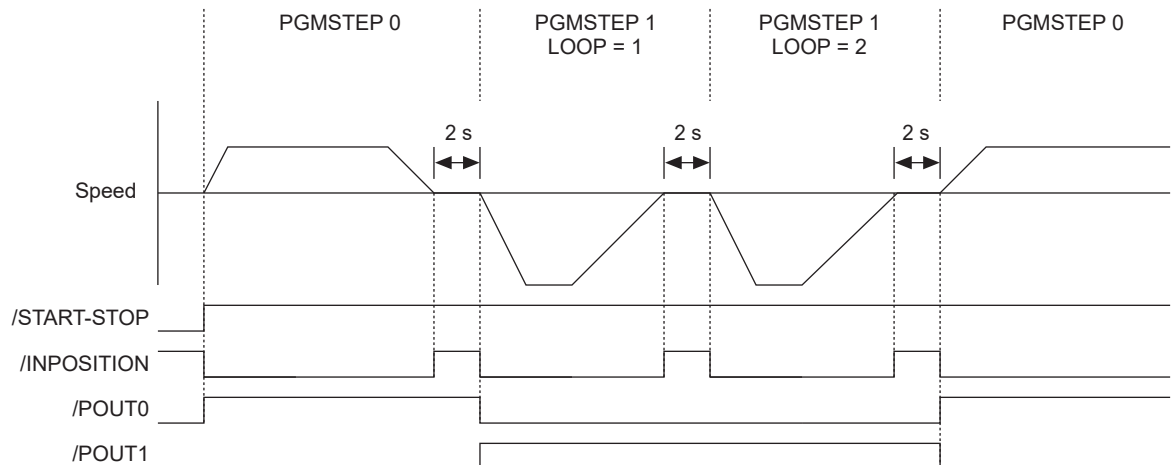 PGMSTEP 0
PGMSTEP 1
LOOP = 1
PGMSTEP 1
LOOP = 2
PGMSTEP 0
2 s
2 s
2 s
Speed
/START-STOP
/INPOSITION
/POUT0
/POUT1